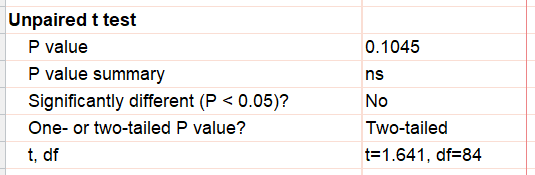 Unpaired t test
P value 0.1045
P value summary ns
Significantly different (P < 0.05)? No
One- or two-tailed P value? Two-tailed
t, df t=1.641, df=84